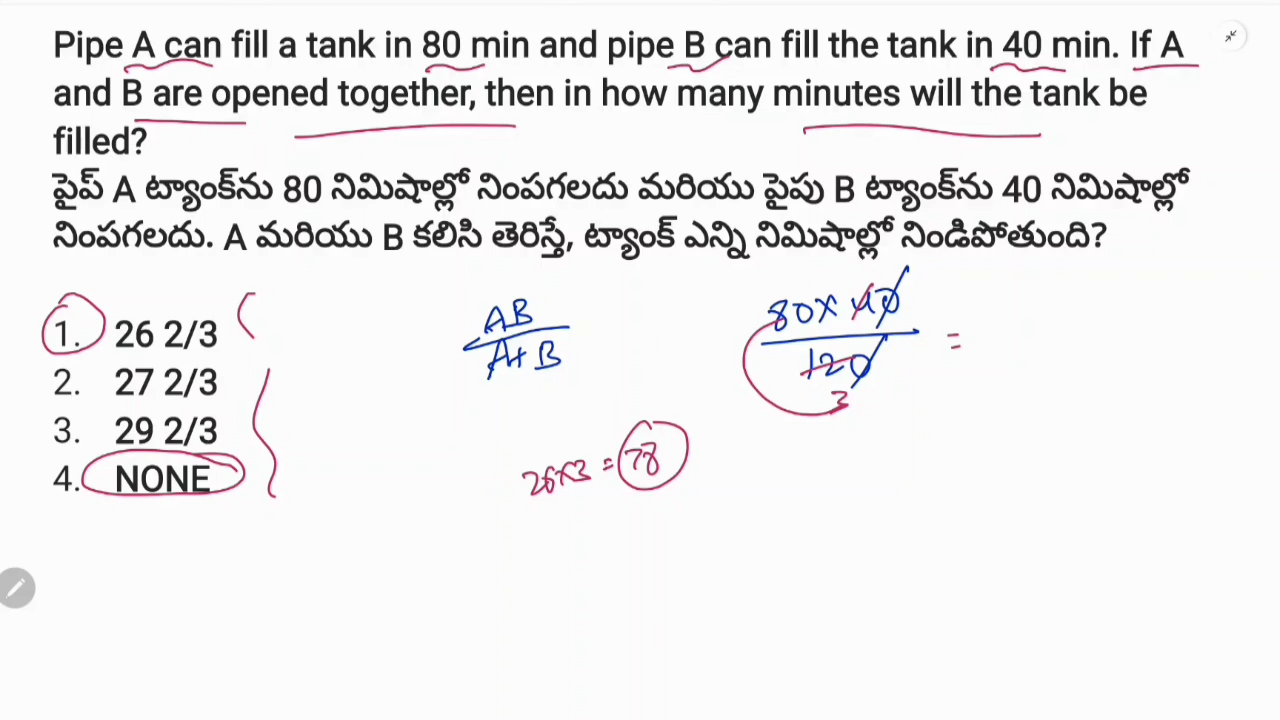 Pipe A can fill a tank in 80 min and pipe B can fill the tank in 40 min. If A
and B are opened together, then in how many minutes will the tank be
filled?
పైప్ A ట్యాంక్‌ను 80 నిమిషాల్లో నింపగలదు మరియు పైపు B ట్యాంక్‌ను 40 నిమిషాల్లో
నింపగలదు. A మరియు B కలిసి తెరిస్తే, ట్యాంక్ ఎన్ని నిమిషాల్లో నిండిపోతుంది?
1. 26 2/3
2. 27 2/3
3. 29 2/3
4. NONE
AB
A+B
80 x 40
120
=
3
26x3 = 78